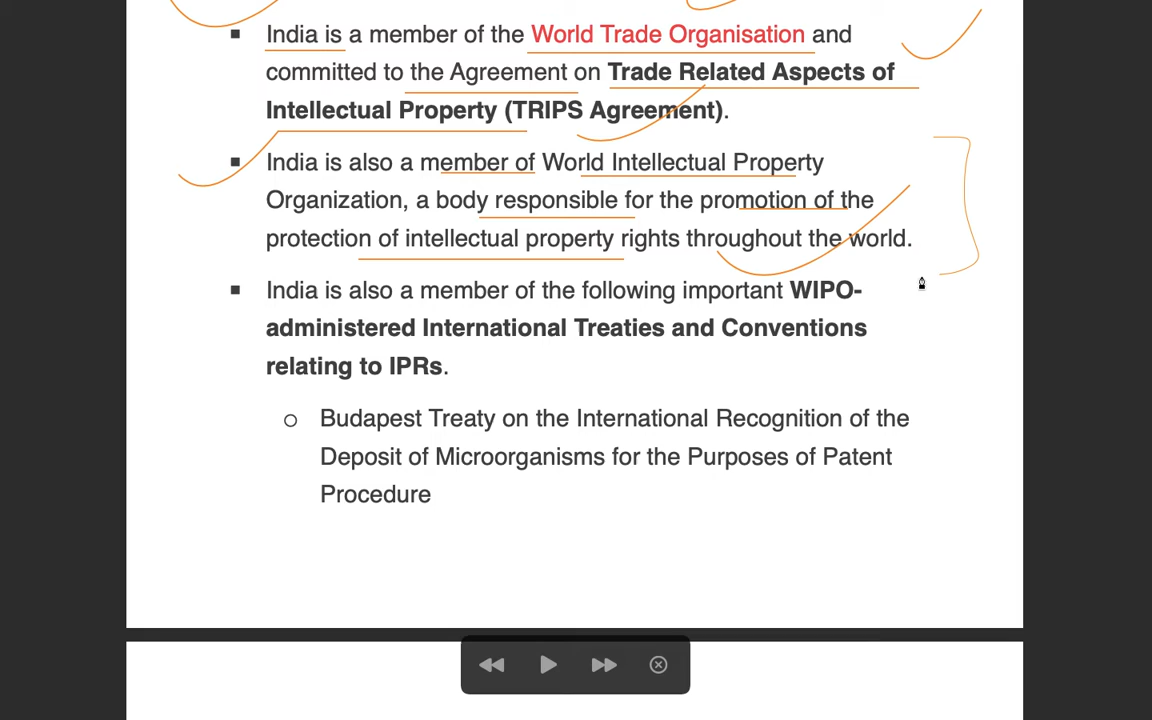 ▪ India is a member of the World Trade Organisation and
committed to the Agreement on Trade Related Aspects of
Intellectual Property (TRIPS Agreement).
▪ India is also a member of World Intellectual Property
Organization, a body responsible for the promotion of the
protection of intellectual property rights throughout the world.
▪ India is also a member of the following important WIPO-
administered International Treaties and Conventions
relating to IPRs.
o Budapest Treaty on the International Recognition of the
Deposit of Microorganisms for the Purposes of Patent
Procedure